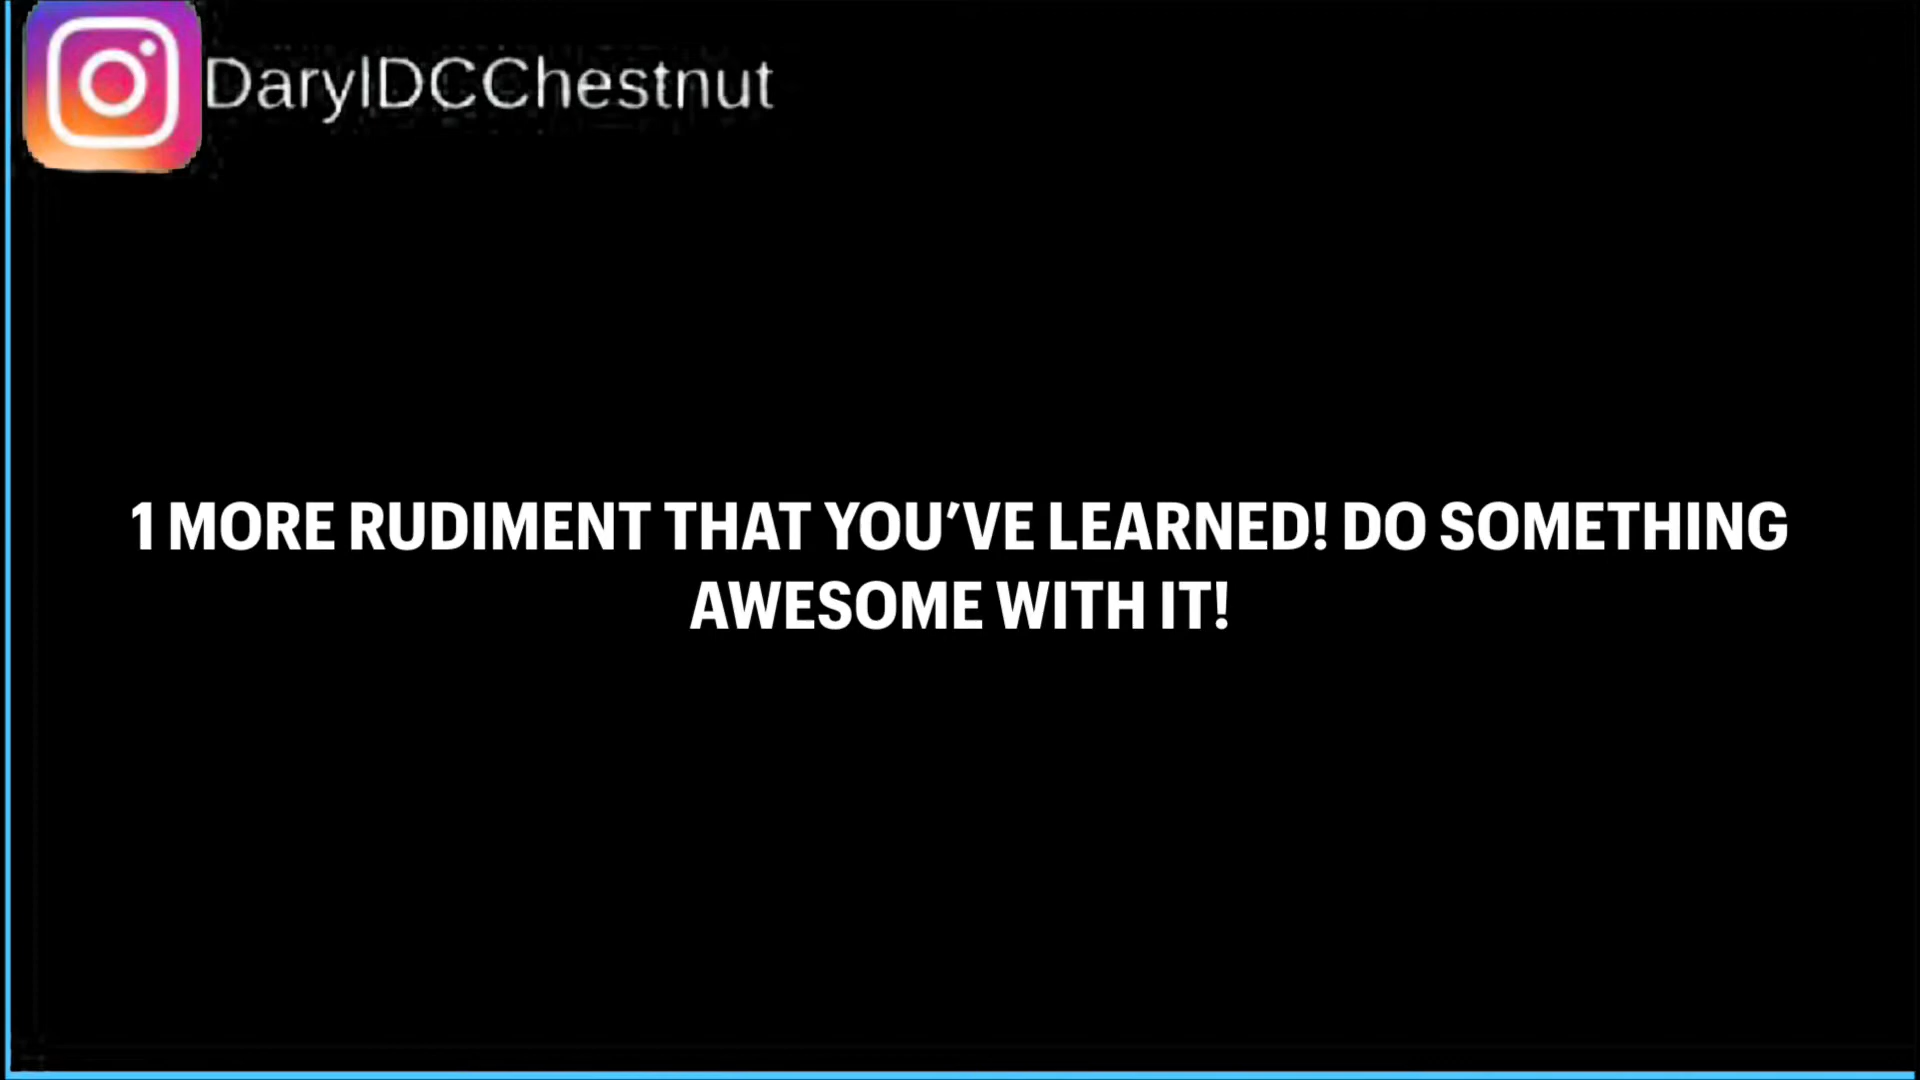 DarylDCChestnut
1 MORE RUDIMENT THAT YOU’VE LEARNED! DO SOMETHING
AWESOME WITH IT!